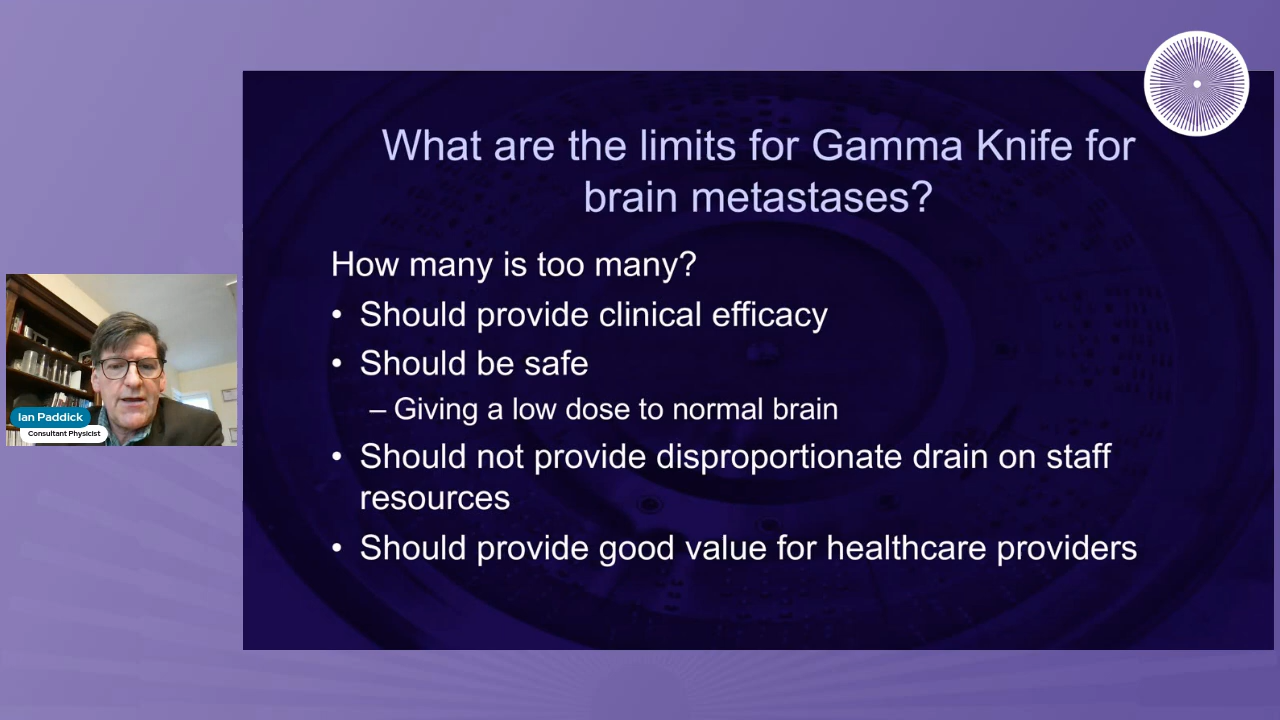 What are the limits for Gamma Knife for
brain metastases?
How many is too many?
• Should provide clinical efficacy
• Should be safe
– Giving a low dose to normal brain
• Should not provide disproportionate drain on staff
resources
• Should provide good value for healthcare providers
Ian Paddick
Consultant Physicist